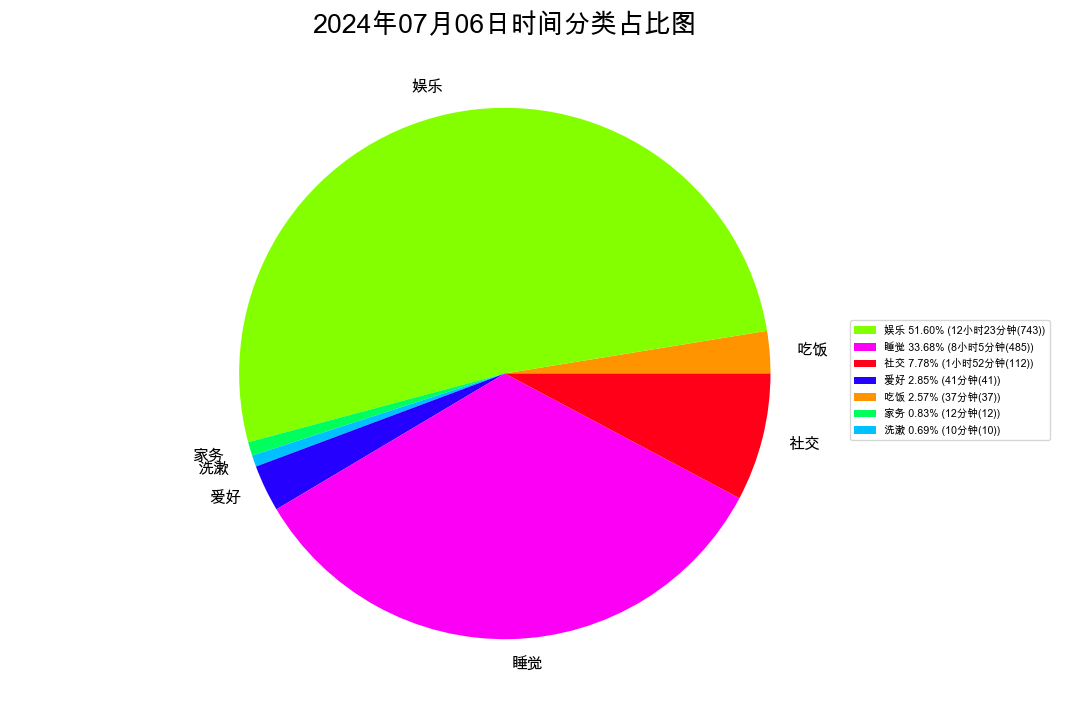 2024年07月06日时间分类占比图
娱乐
吃饭
社交
家务
洗漱
爱好
睡觉
娱乐 51.60% (12小时23分钟(743))
睡觉 33.68% (8小时5分钟(485))
社交 7.78% (1小时52分钟(112))
爱好 2.85% (41分钟(41))
吃饭 2.57% (37分钟(37))
家务 0.83% (12分钟(12))
洗漱 0.69% (10分钟(10))